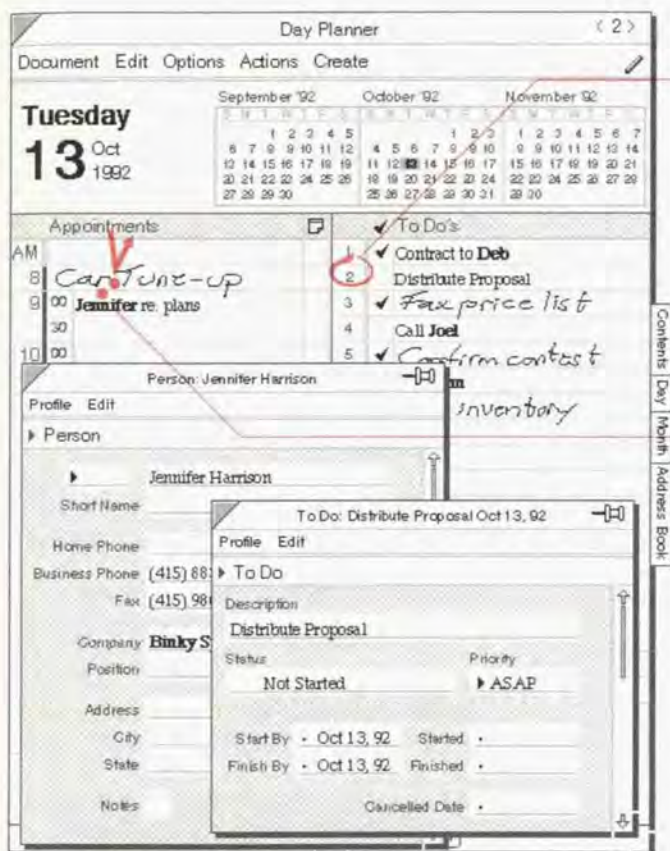 Day Planner < 2 >
Document Edit Options Actions Create
Tuesday
13 Oct
1992
September '92 October '92 November '92
S M T W T F S S M T W T F S S M T W T F S
1 2 3 4 5 1 2 3 1 2 3 4 5 6 7
6 7 8 9 10 11 12 4 5 6 7 8 9 10 8 9 10 11 12 13 14
13 14 15 16 17 18 19 11 12 13 14 15 16 17 15 16 17 18 19 20 21
20 21 22 23 24 25 26 18 19 20 21 22 23 24 22 23 24 25 26 27 28
27 28 29 30 25 26 27 28 29 30 31 29 30
Appointments
AM
8 Car Tune-up
9 00 Jennifer re. plans
30
10 00
✓ To Do's
1 ✓ Contract to Deb
2 Distribute Proposal
3 ✓ Fax price list
4 Call Joel
5 ✓ Confirm contest
inventory
Contents Day Month Address Book
Person: Jennifer Harrison
Profile Edit
Person
Jennifer Harrison
Short Name
Home Phone
Business Phone (415) 88
Fax (415) 98
Company Binky S
Position
Address
City
State
Notes
To Do: Distribute Proposal Oct 13, 92
Profile Edit
To Do
Description
Distribute Proposal
Status Priority
Not Started ASAP
Start By · Oct 13, 92 Started ·
Finish By · Oct 13, 92 Finished ·
Cancelled Date ·